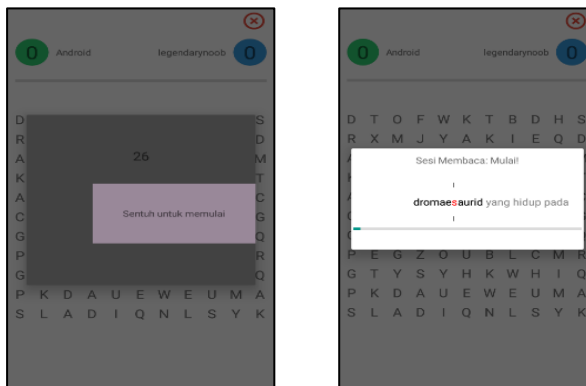 0 Android legendarynoob 0
D S
R D
26
A M
K T
A C
Sentuh untuk memulai
C G
G Q
P R
G Q
P K D A U E W E U M A
S L A D I Q N L S Y K
0 Android legendarynoob 0
D T O F W K T B D H S
R X M J Y A K I E Q D
Sesi Membaca: Mulai!
dromaesaurid yang hidup pada
P E G Z O U B L C M R
G T Y S Y H K W H I Q
P K D A U E W E U M A
S L A D I Q N L S Y K